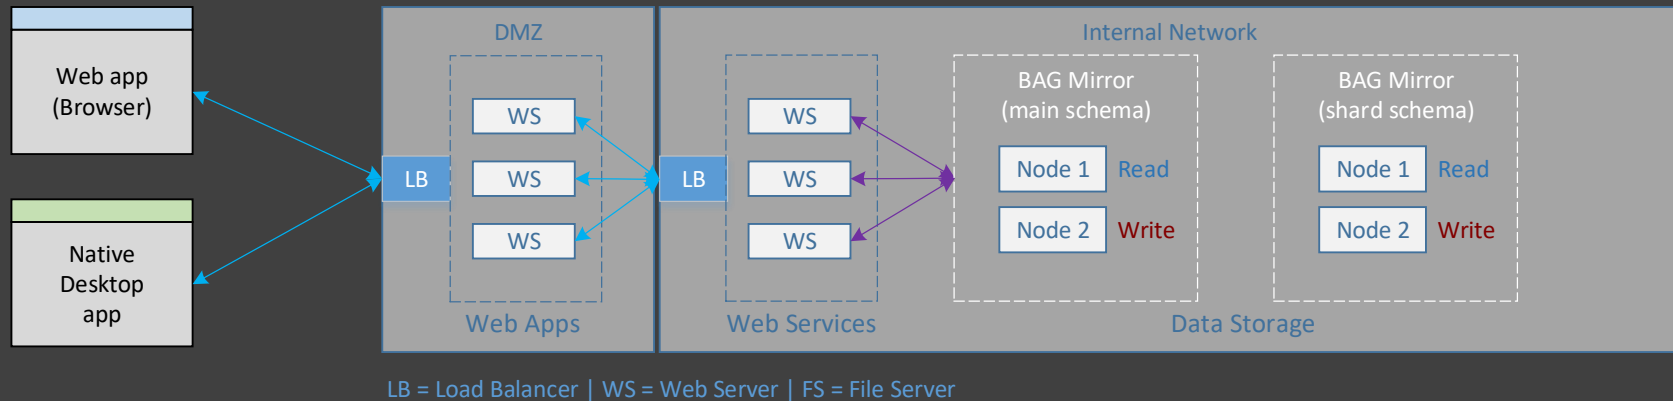 Web app
(Browser)
Native
Desktop
app
DMZ
LB
WS
WS
WS
Web Apps
Internal Network
LB
WS
WS
WS
Web Services
BAG Mirror
(main schema)
Node 1 Read
Node 2 Write
BAG Mirror
(shard schema)
Node 1 Read
Node 2 Write
Data Storage
LB = Load Balancer | WS = Web Server | FS = File Server